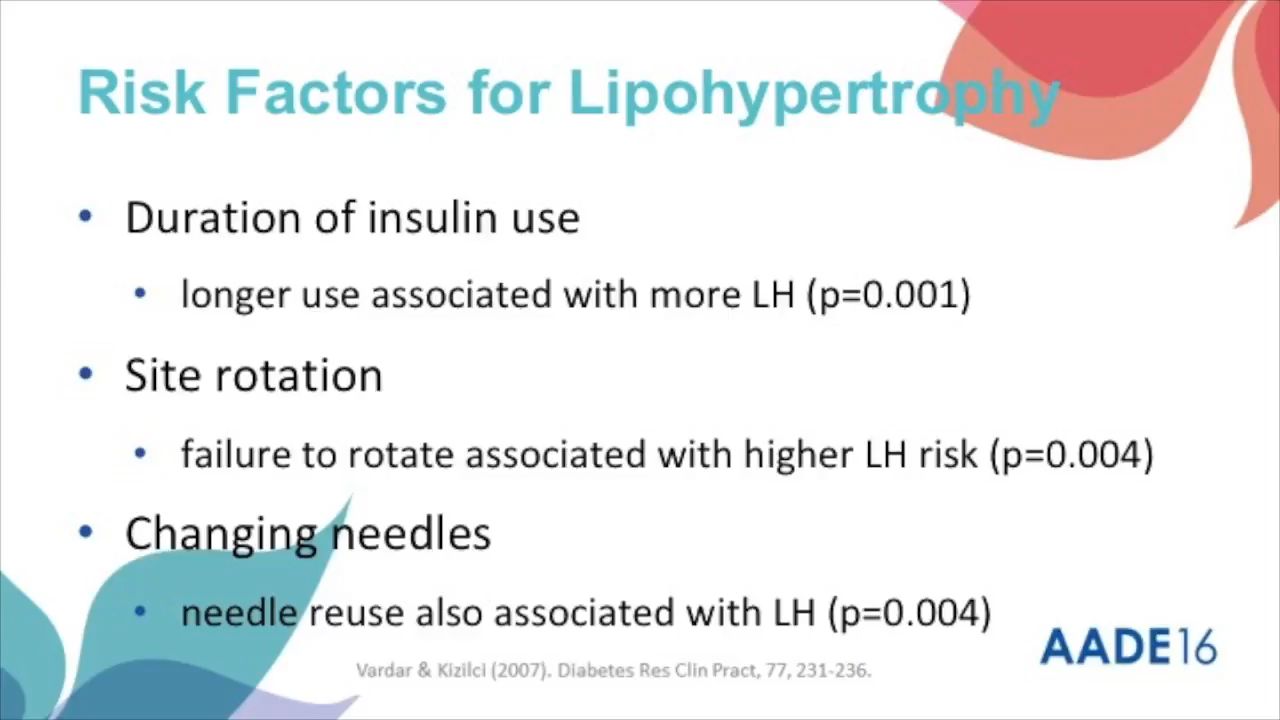 Risk Factors for Lipohypertrophy
• Duration of insulin use
• longer use associated with more LH (p=0.001)
• Site rotation
• failure to rotate associated with higher LH risk (p=0.004)
• Changing needles
• needle reuse also associated with LH (p=0.004)
AADE16
Vardar & Kizilci (2007). Diabetes Res Clin Pract, 77, 231-236.